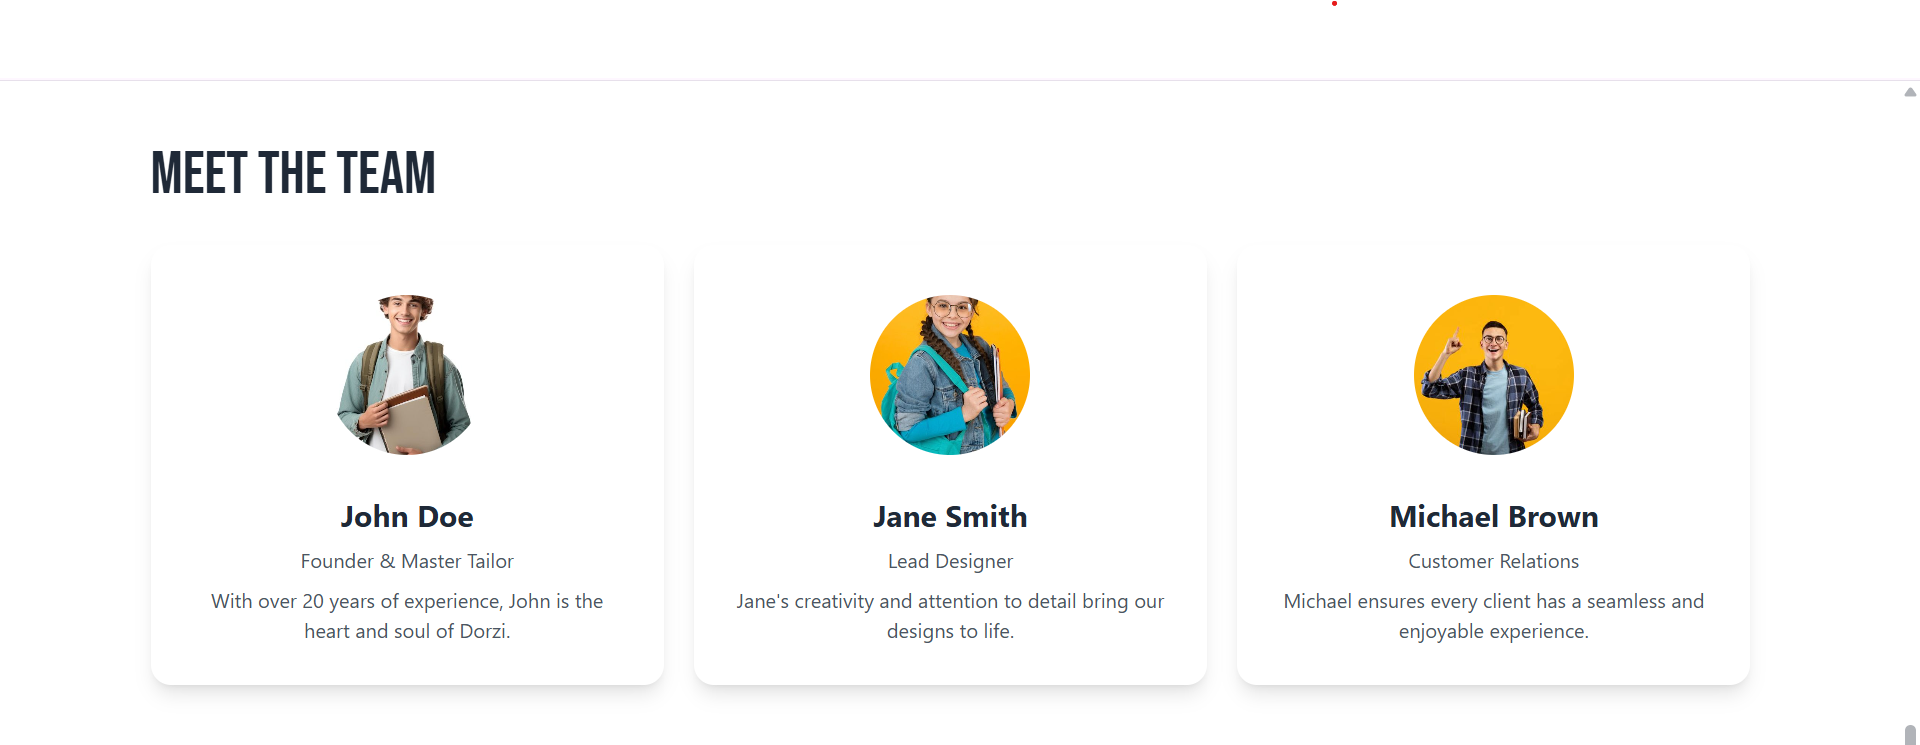 MEET THE TEAM
John Doe
Founder & Master Tailor
With over 20 years of experience, John is the
heart and soul of Dorzi.
Jane Smith
Lead Designer
Jane's creativity and attention to detail bring our
designs to life.
Michael Brown
Customer Relations
Michael ensures every client has a seamless and
enjoyable experience.